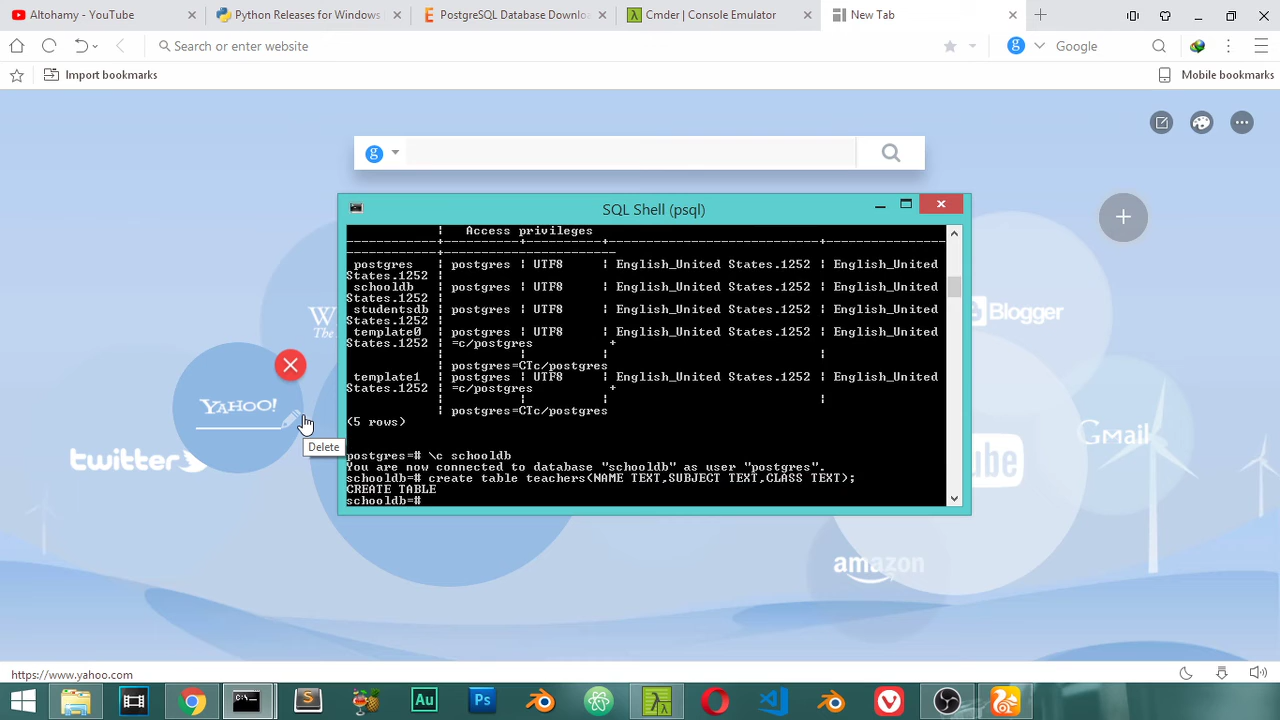 Altohamy - YouTube
Python Releases for Windows
PostgreSQL Database Downloa
Cmder | Console Emulator
New Tab
Search or enter website
Google
Import bookmarks
Mobile bookmarks
SQL Shell (psql)
¦ Access privileges
-----------+----------+----------+----------------------------+---------------
-----------+-----------------------
postgres ¦ postgres ¦ UTF8 ¦ English_United States.1252 ¦ English_United
States.1252 ¦
schooldb ¦ postgres ¦ UTF8 ¦ English_United States.1252 ¦ English_United
States.1252 ¦
studentsdb ¦ postgres ¦ UTF8 ¦ English_United States.1252 ¦ English_United
States.1252 ¦
template0 ¦ postgres ¦ UTF8 ¦ English_United States.1252 ¦ English_United
States.1252 ¦ =c/postgres +
¦ ¦ ¦ ¦
¦ postgres=CTc/postgres
template1 ¦ postgres ¦ UTF8 ¦ English_United States.1252 ¦ English_United
States.1252 ¦ =c/postgres +
¦ ¦ ¦ ¦
¦ postgres=CTc/postgres
(5 rows)
postgres=# \c schooldb
You are now connected to database "schooldb" as user "postgres".
schooldb=# create table teachers(NAME TEXT,SUBJECT TEXT,CLASS TEXT);
CREATE TABLE
schooldb=#
W
The
YAHOO!
Delete
twitter
Blogger
Gmail
amazon
https://www.yahoo.com
Au
Ps